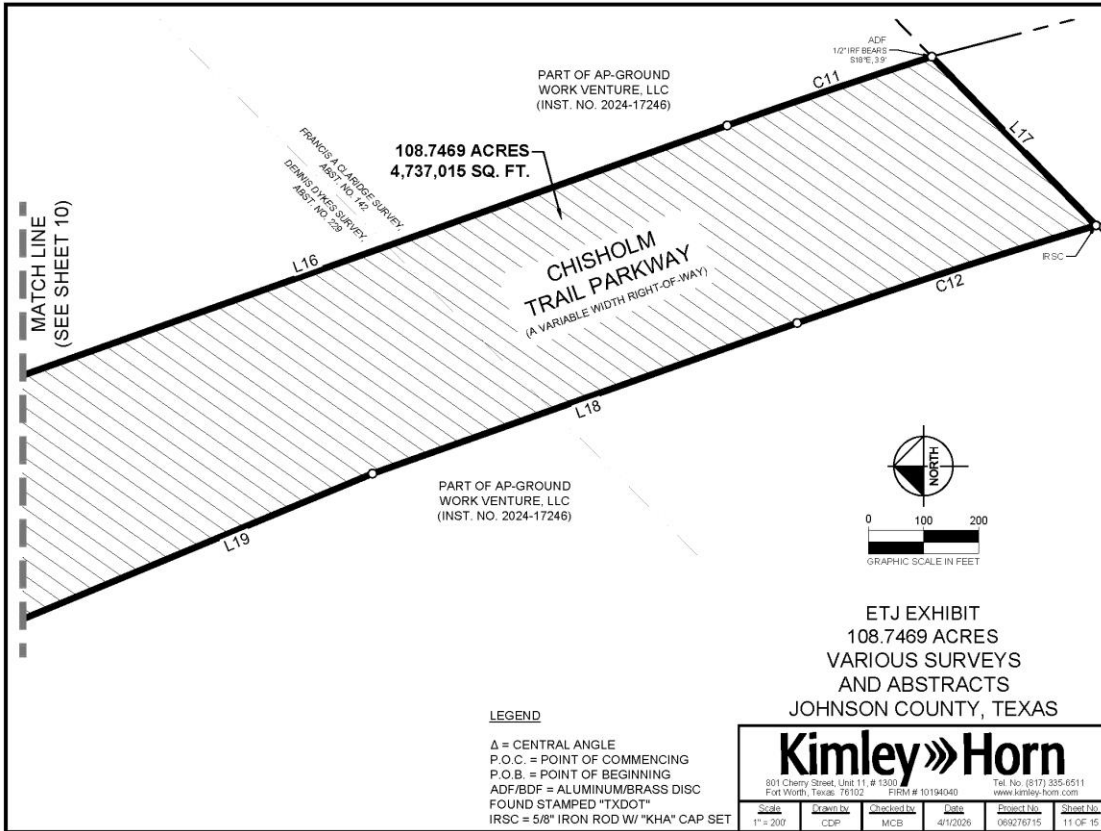 ADF
1/2" IRF BEARS
S18°E, 3.9'
C11
PART OF AP-GROUND
WORK VENTURE, LLC
(INST. NO. 2024-17246)
L17
FRANCIS A CLARIDGE SURVEY,
ABST. NO. 142
DENNIS DYKES SURVEY,
ABST. NO. 229
108.7469 ACRES
4,737,015 SQ. FT.
MATCH LINE
(SEE SHEET 10)
L16
CHISHOLM
TRAIL PARKWAY
(A VARIABLE WIDTH RIGHT-OF-WAY)
IRSC
C12
L18
PART OF AP-GROUND
WORK VENTURE, LLC
(INST. NO. 2024-17246)
L19
NORTH
0 100 200
GRAPHIC SCALE IN FEET
ETJ EXHIBIT
108.7469 ACRES
VARIOUS SURVEYS
AND ABSTRACTS
JOHNSON COUNTY, TEXAS
LEGEND
Δ = CENTRAL ANGLE
P.O.C. = POINT OF COMMENCING
P.O.B. = POINT OF BEGINNING
ADF/BDF = ALUMINUM/BRASS DISC
FOUND STAMPED "TXDOT"
IRSC = 5/8" IRON ROD W/ "KHA" CAP SET
Kimley»Horn
801 Cherry Street, Unit 11, # 1300 Tel. No. (817) 335-6511
Fort Worth, Texas 76102 FIRM # 10194040 www.kimley-horn.com
Scale Drawn by Checked by Date Project No. Sheet No.
1" = 200' CDP MCB 4/1/2026 069276715 11 OF 15